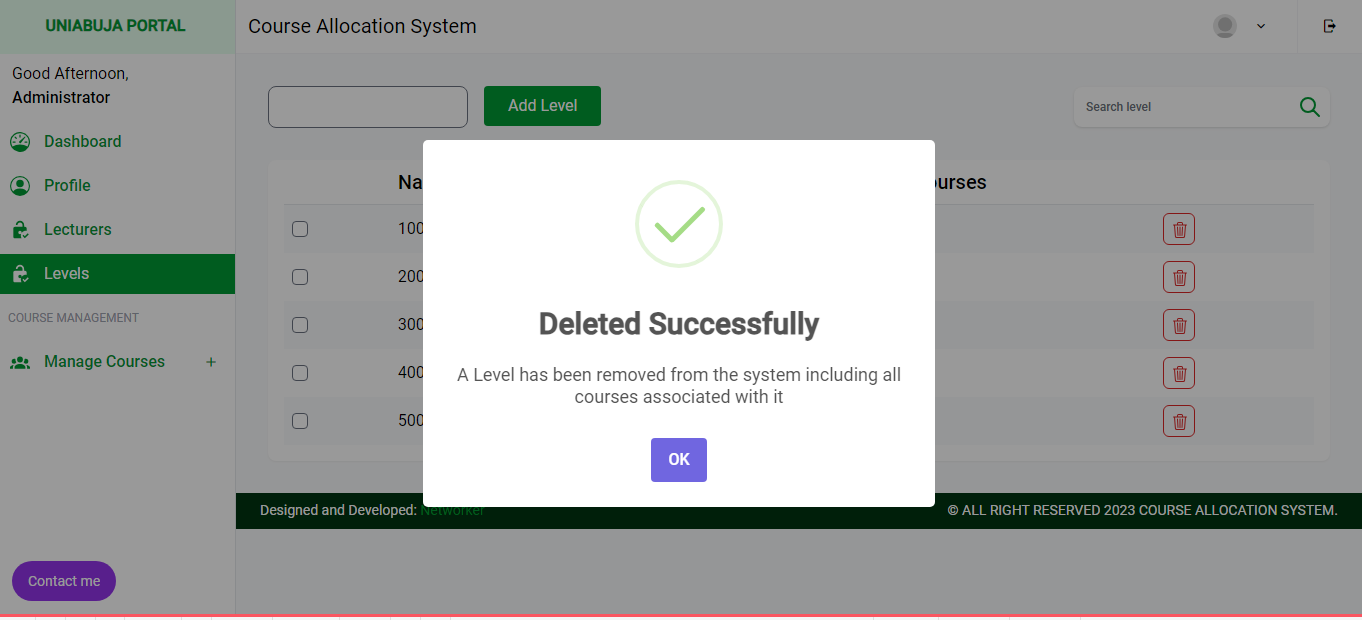 UNIABUJA PORTAL
Course Allocation System
Good Afternoon,
Administrator
Dashboard
Profile
Lecturers
Levels
COURSE MANAGEMENT
Manage Courses +
Contact me
Add Level
Search level
Na
ourses
100
200
300
400
500
Deleted Successfully
A Level has been removed from the system including all
courses associated with it
OK
Designed and Developed: Networker
© ALL RIGHT RESERVED 2023 COURSE ALLOCATION SYSTEM.